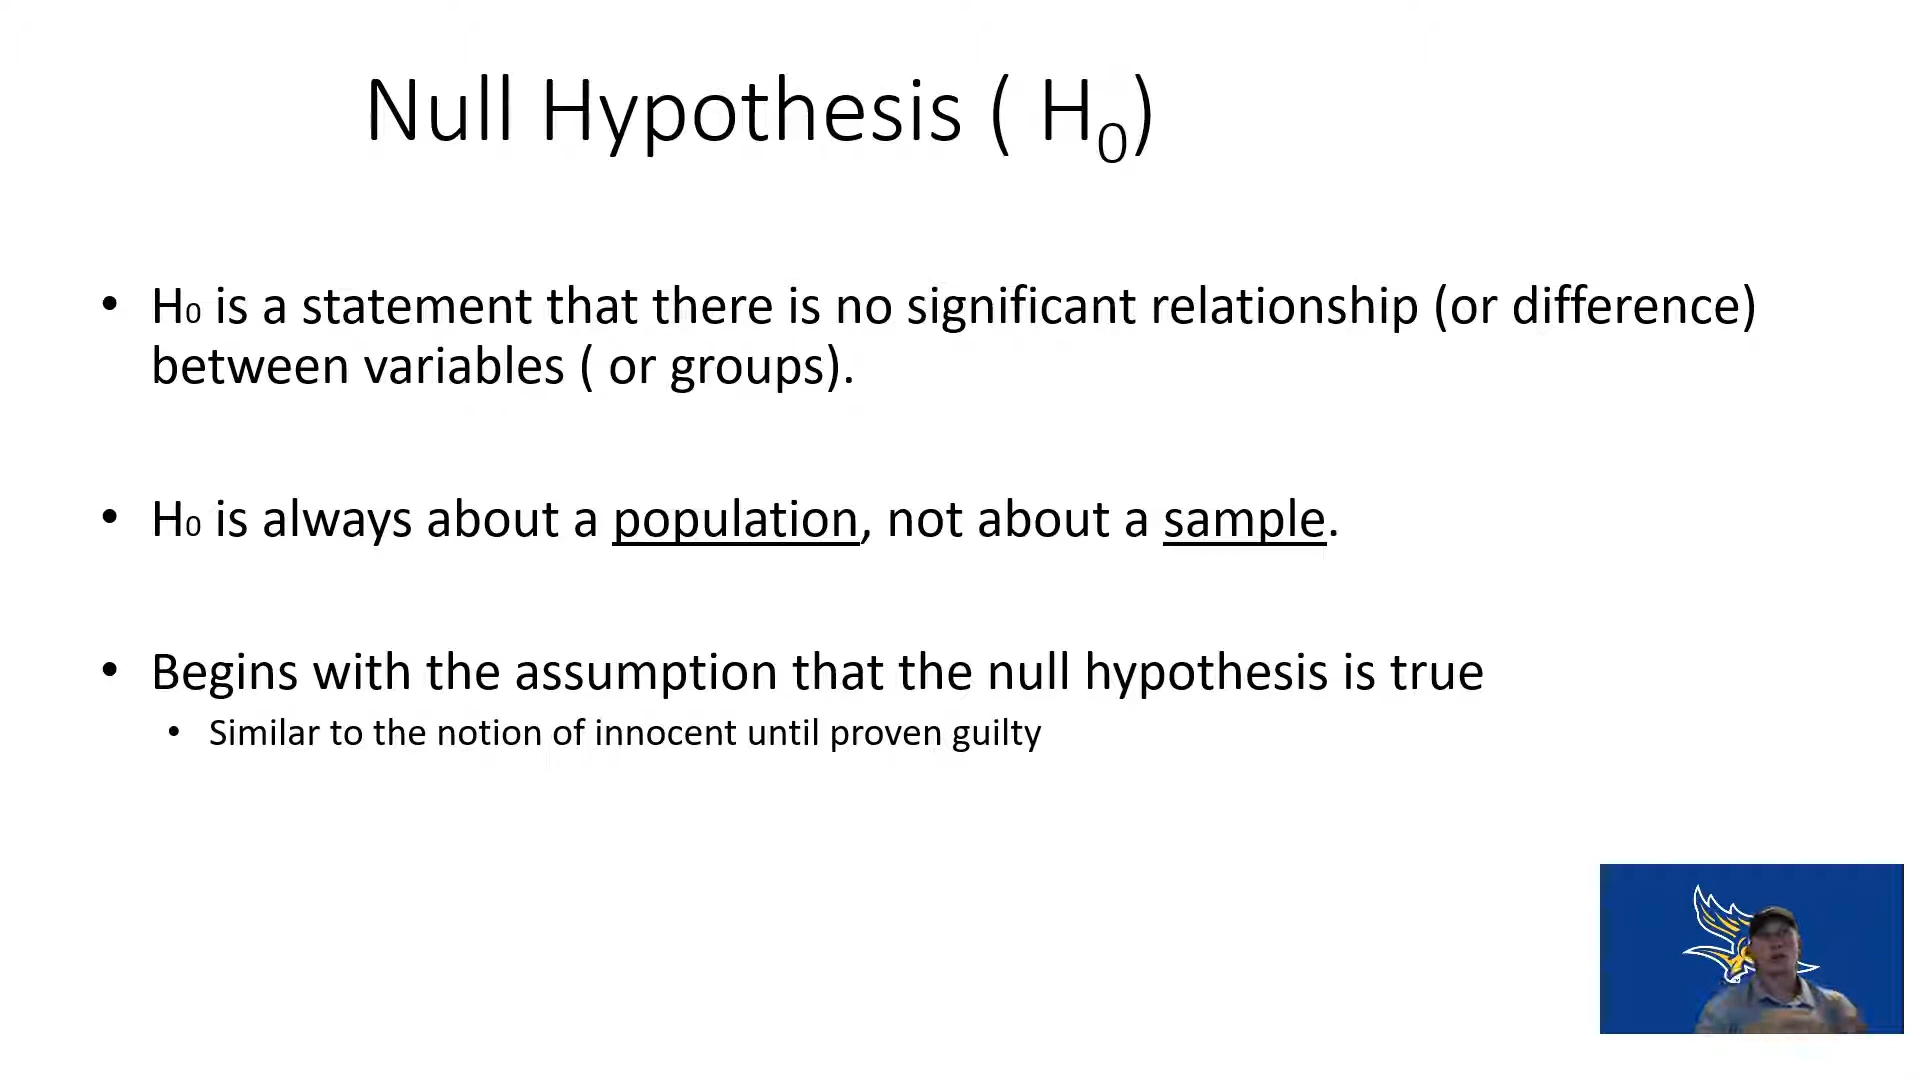 Null Hypothesis ( H₀)
• H₀ is a statement that there is no significant relationship (or difference)
between variables ( or groups).
• H₀ is always about a population, not about a sample.
• Begins with the assumption that the null hypothesis is true
• Similar to the notion of innocent until proven guilty